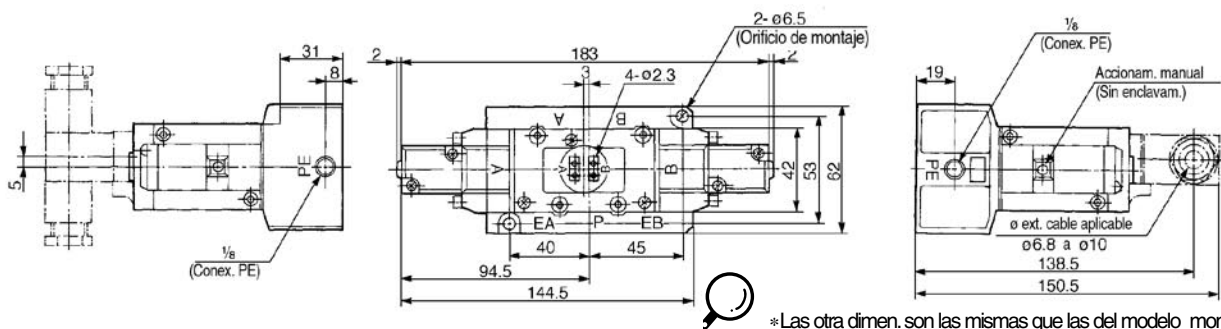 31
8
5
PE
⅛
(Conex. PE)
2
183
2
3
4-ø2.3
2-ø6.5
(Orificio de montaje)
A
B
A
B
A
B
42
53
62
EA
P
EB
40
45
94.5
144.5
19
⅛
(Conex. PE)
Accionam. manual
(Sin enclavam.)
PE
ø ext. cable aplicable
ø6.8 a ø10
138.5
150.5
*Las otra dimen. son las mismas que las del modelo